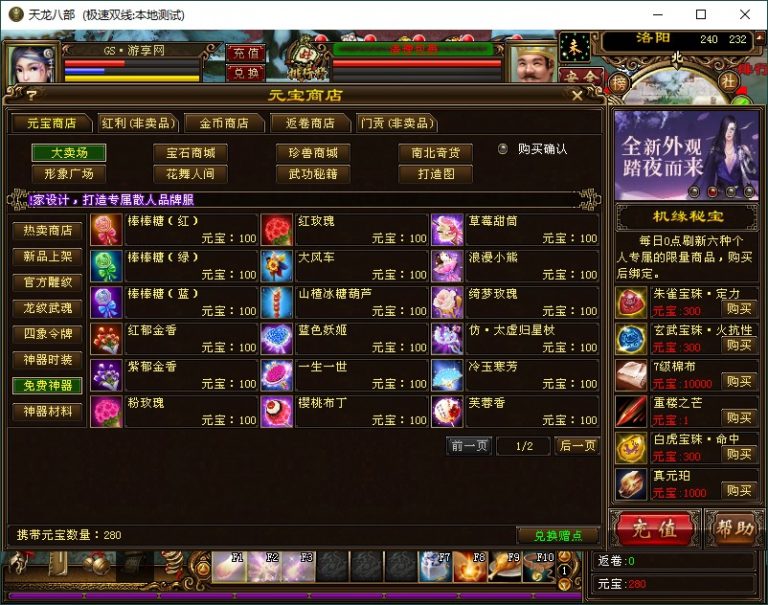 天龙八部 (极速双线:本地测试)
GS·游享网
充值
兑换
未
安全
洛阳 240 232
北
榜
社
? 元宝商店
元宝商店 红利(非卖品) 金币商店 返卷商店 门贡(非卖品)
大卖场 宝石商城 珍兽商城 南北奇货 购买确认
形象广场 花舞人间 武功秘籍 打造图
家设计，打造专属散人品牌服
热卖商店
新品上架
官方雕纹
龙纹武魂
四象令牌
神器时装
免费神器
神器材料
棒棒糖(红) 元宝：100
红玫瑰 元宝：100
草莓甜筒 元宝：100
棒棒糖(绿) 元宝：100
大风车 元宝：100
浪漫小熊 元宝：100
棒棒糖(蓝) 元宝：100
山楂冰糖葫芦 元宝：100
绮梦玫瑰 元宝：100
红郁金香 元宝：100
蓝色妖姬 元宝：100
仿·太虚归星杖 元宝：100
紫郁金香 元宝：100
一生一世 元宝：100
冷玉寒芳 元宝：100
粉玫瑰 元宝：100
樱桃布丁 元宝：100
芙蓉香 元宝：100
前一页 1/2 后一页
携带元宝数量：280
兑换赠点
全新外观
踏夜而来
机缘秘宝
每日0点刷新六种个
人专属的限量商品，购买
后绑定。
朱雀宝珠·定力
元宝:300 购买
玄武宝珠·火抗性
元宝:300 购买
7级棉布
元宝:10000 购买
重楼之芒
元宝:1 购买
白虎宝珠·命中
元宝:300 购买
真元珀
元宝:1000 购买
充值 帮助
F1 F2 F3 F7 F8 F9 F10
1
返卷:0
元宝:280